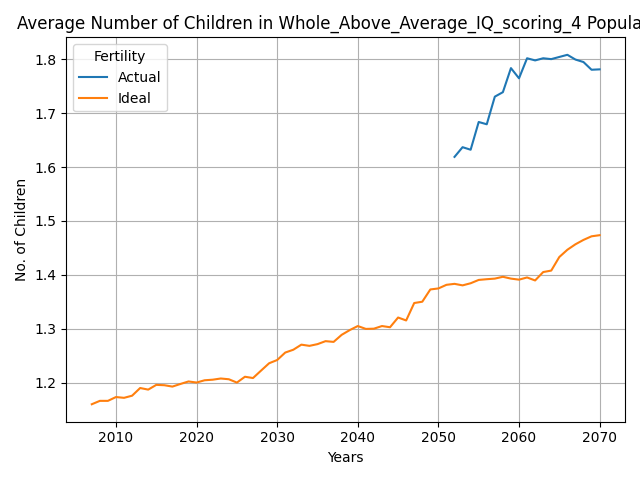 Average Number of Children in Whole_Above_Average_IQ_scoring_4 Popula
Fertility
Actual
Ideal
1.8
1.7
1.6
1.5
1.4
1.3
1.2
No. of Children
2010 2020 2030 2040 2050 2060 2070
Years